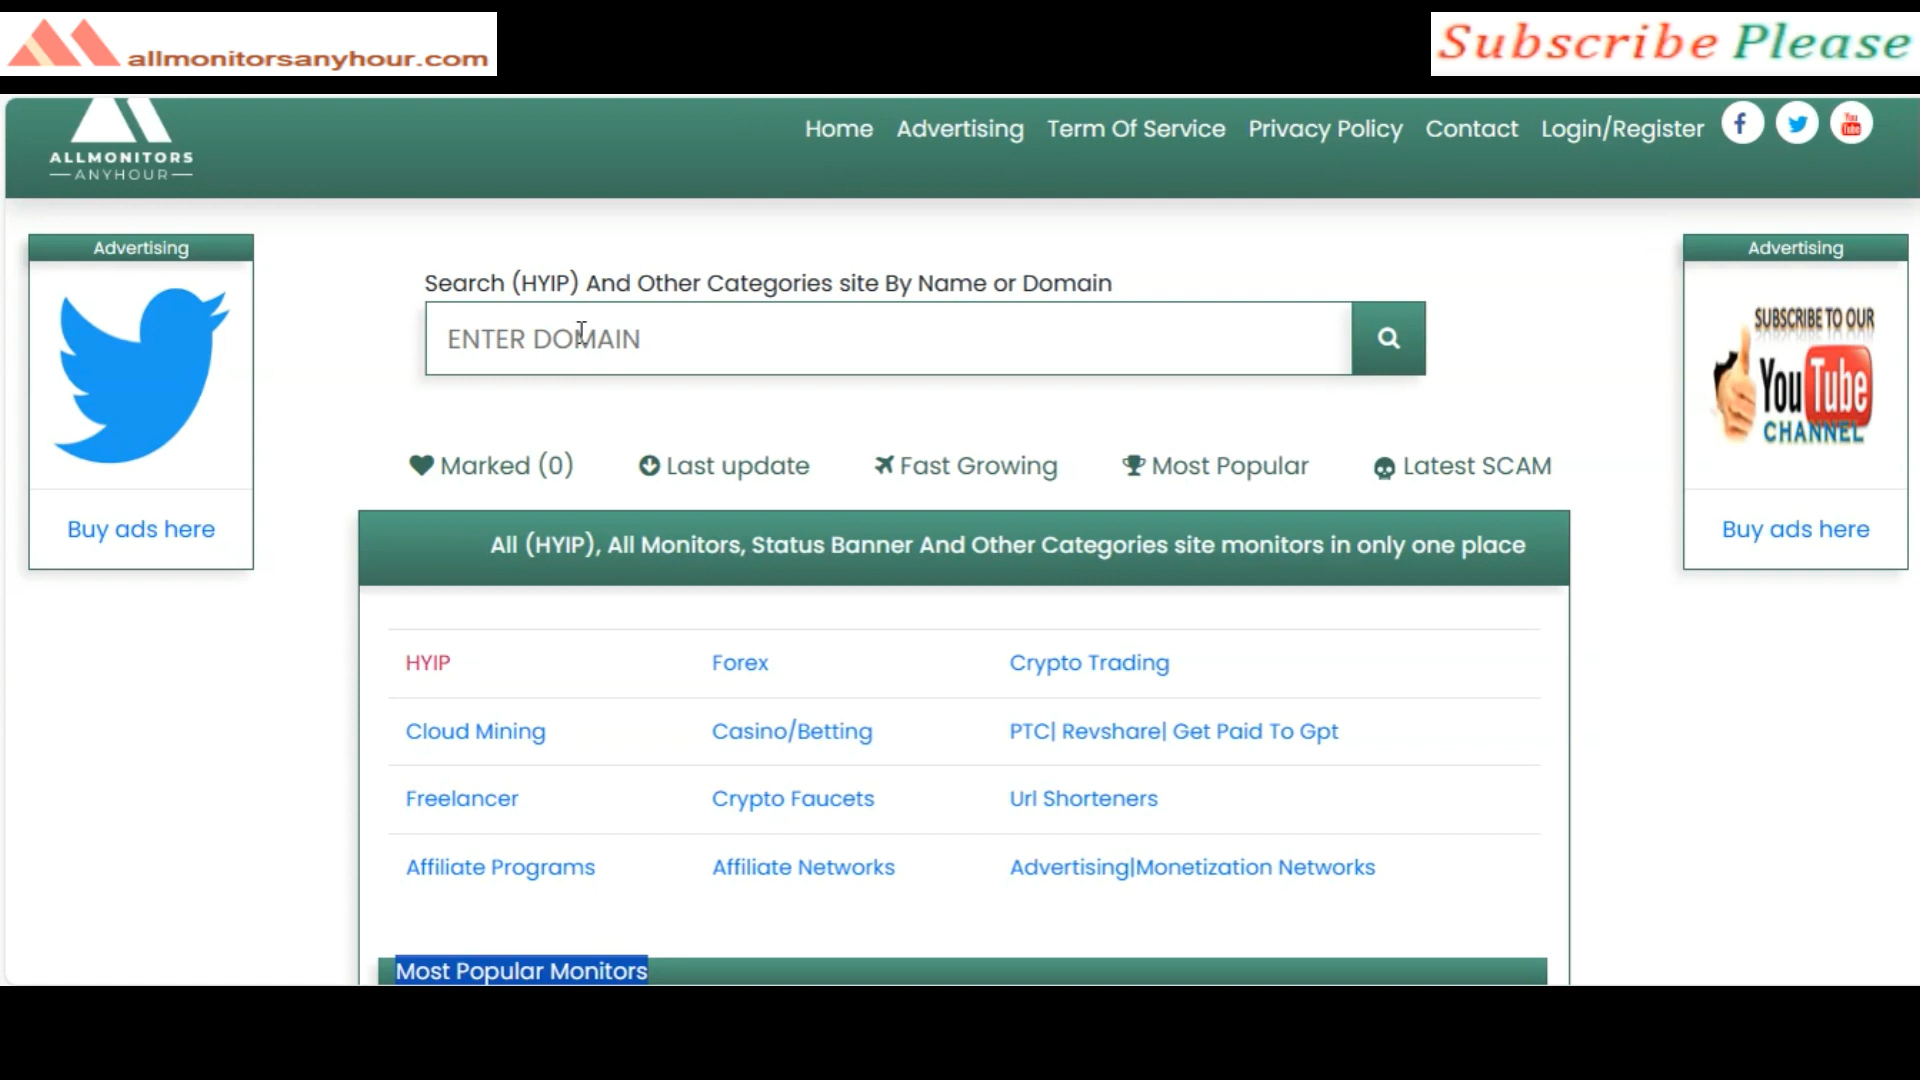 allmonitorsanyhour.com
Subscribe Please
ALLMONITORS
ANYHOUR
Home Advertising Term Of Service Privacy Policy Contact Login/Register
You Tube
Advertising
Buy ads here
Search (HYIP) And Other Categories site By Name or Domain
ENTER DOMAIN
Marked (0) Last update Fast Growing Most Popular Latest SCAM
Advertising
SUBSCRIBE TO OUR
YouTube
CHANNEL
Buy ads here
All (HYIP), All Monitors, Status Banner And Other Categories site monitors in only one place
HYIP Forex Crypto Trading
Cloud Mining Casino/Betting PTC| Revshare| Get Paid To Gpt
Freelancer Crypto Faucets Url Shorteners
Affiliate Programs Affiliate Networks Advertising|Monetization Networks
Most Popular Monitors